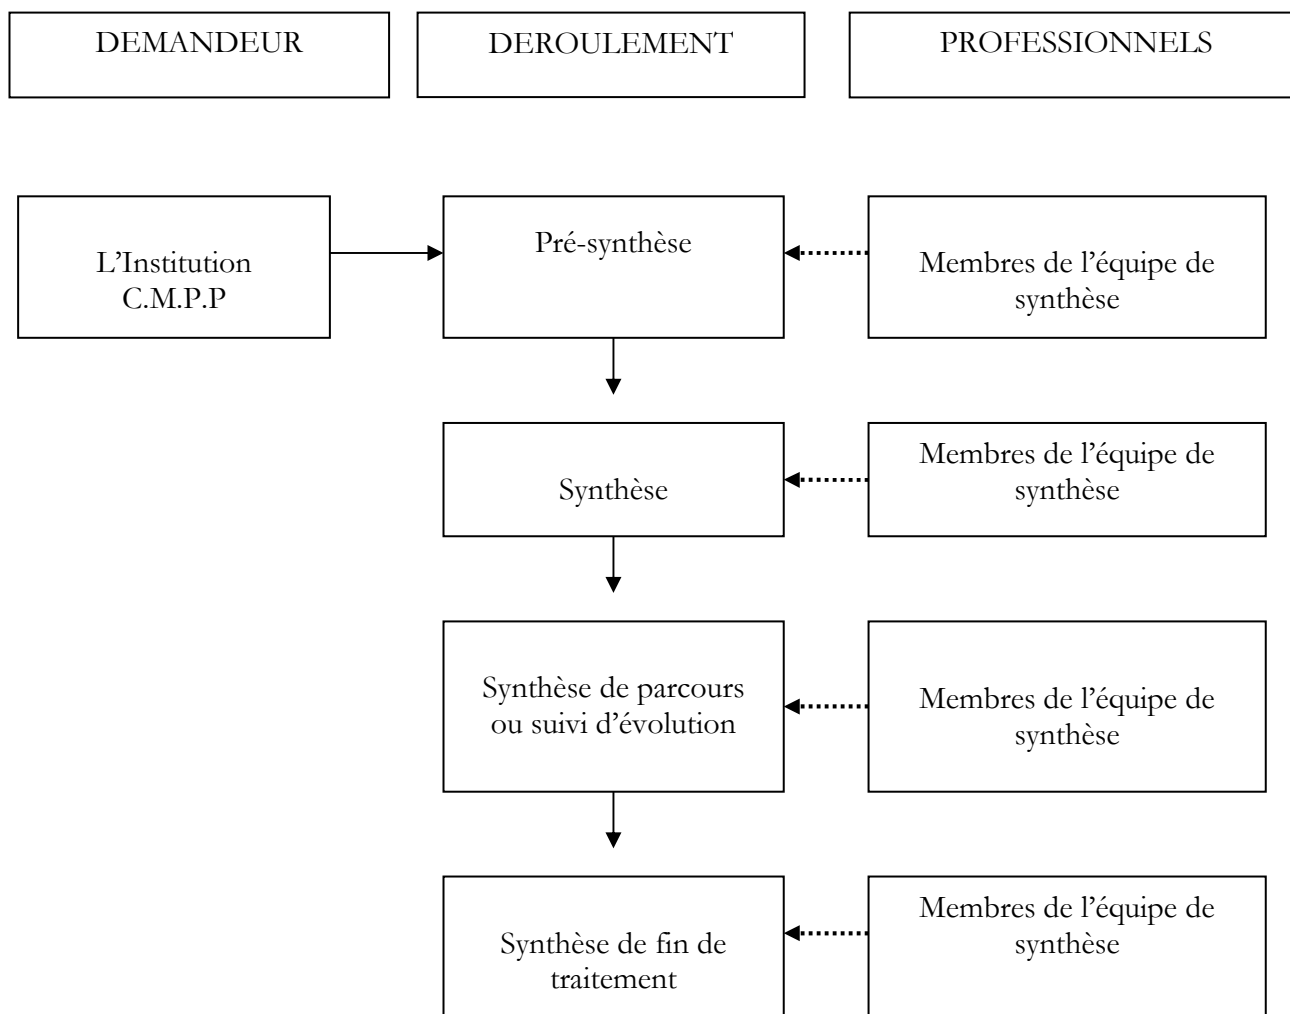 DEMANDEUR
DEROULEMENT
PROFESSIONNELS
L’Institution
C.M.P.P
Pré-synthèse
Membres de l’équipe de
synthèse
Synthèse
Membres de l’équipe de
synthèse
Synthèse de parcours
ou suivi d’évolution
Membres de l’équipe de
synthèse
Synthèse de fin de
traitement
Membres de l’équipe de
synthèse